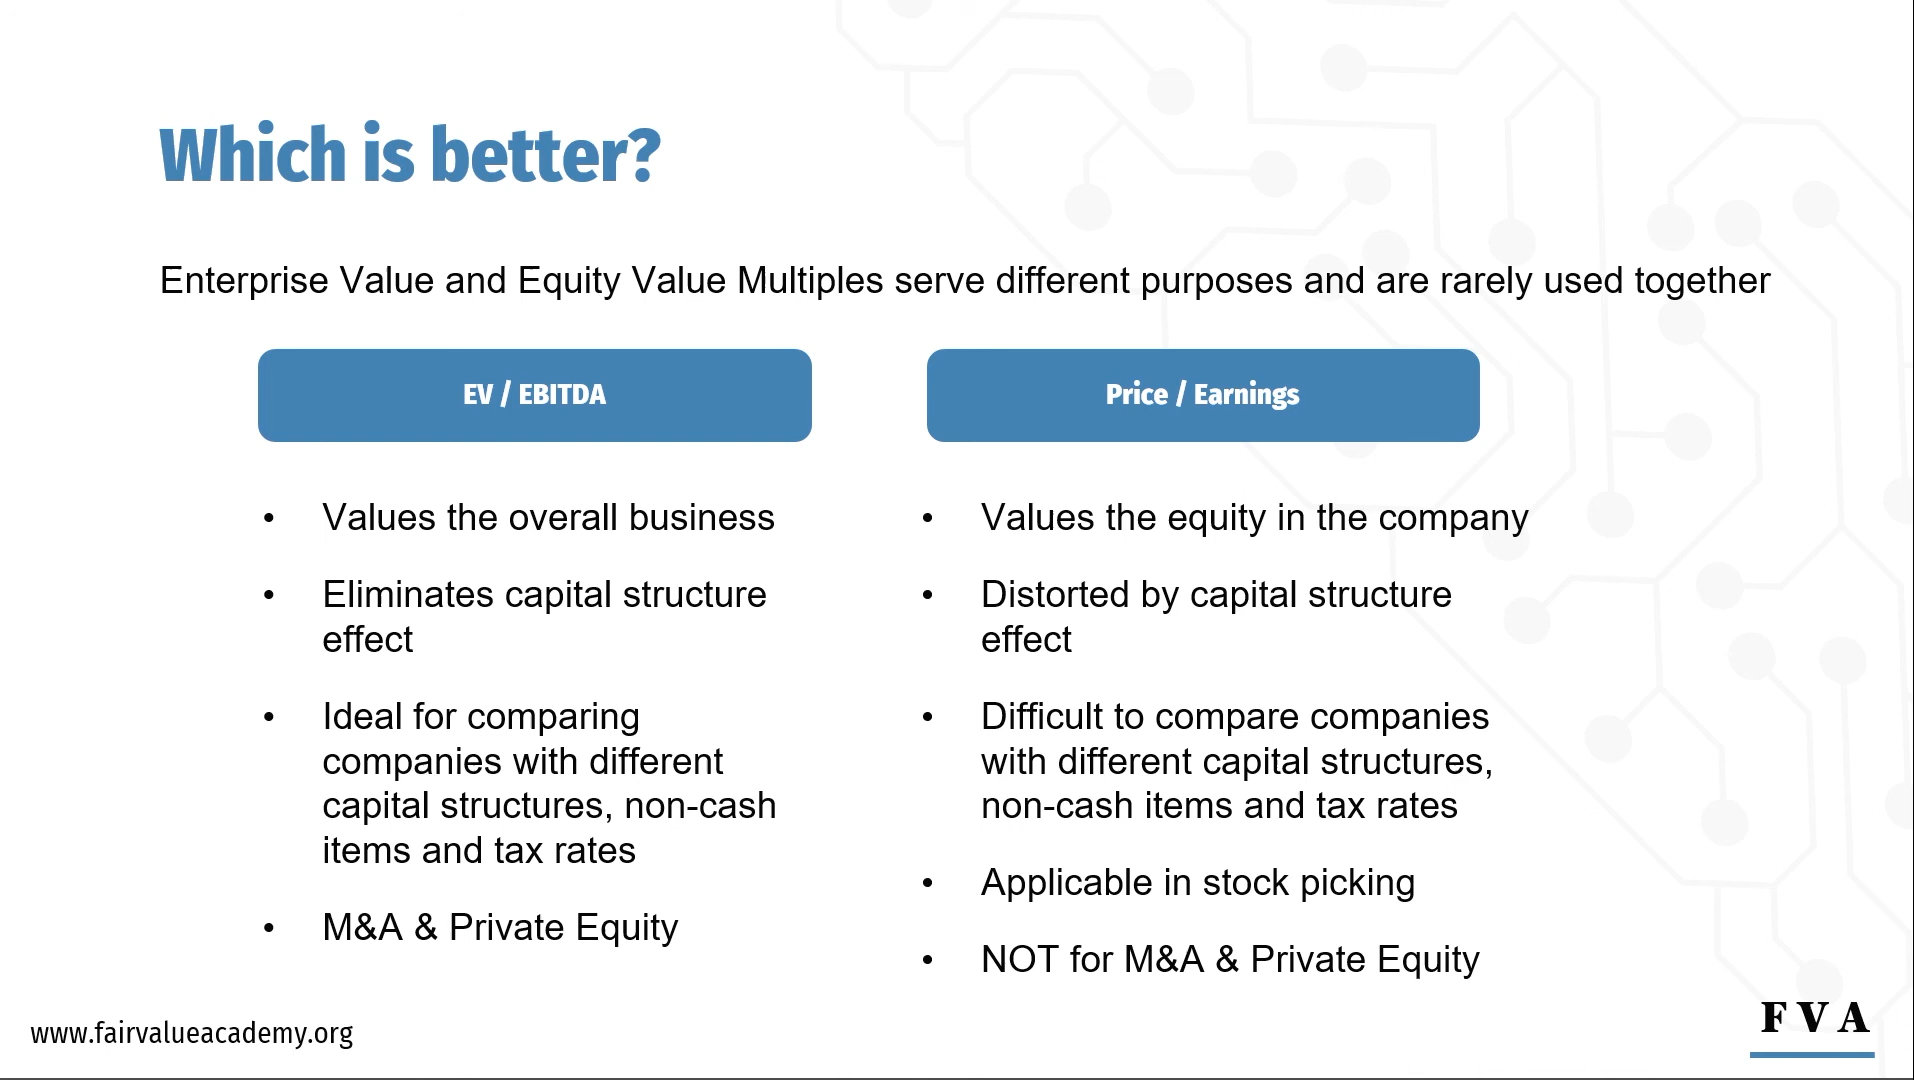 Which is better?
Enterprise Value and Equity Value Multiples serve different purposes and are rarely used together
EV / EBITDA
• Values the overall business
• Eliminates capital structure
effect
• Ideal for comparing
companies with different
capital structures, non-cash
items and tax rates
• M&A & Private Equity
Price / Earnings
• Values the equity in the company
• Distorted by capital structure
effect
• Difficult to compare companies
with different capital structures,
non-cash items and tax rates
• Applicable in stock picking
• NOT for M&A & Private Equity
www.fairvalueacademy.org
FVA